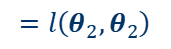 = l(θ₂, θ₂)